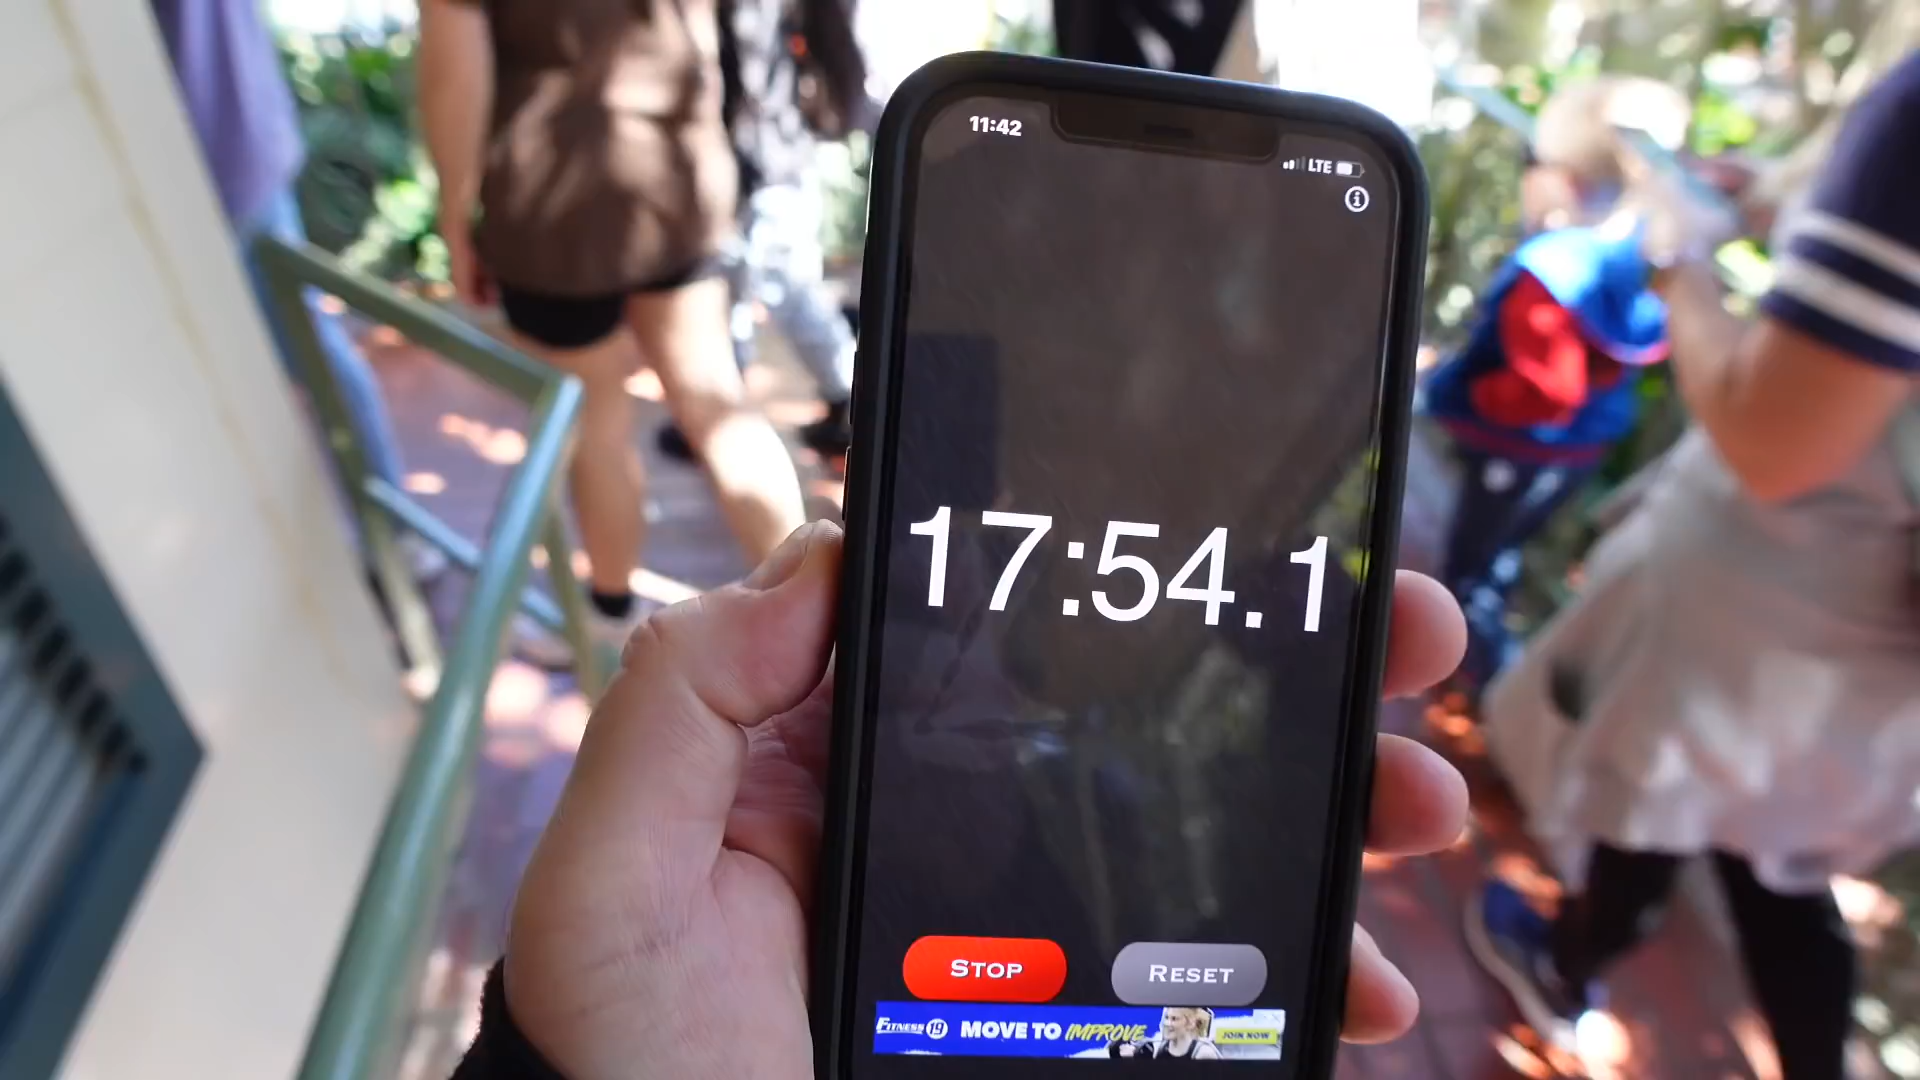 11:42
LTE
17:54.1
STOP
RESET
FITNESS 19
MOVE TO IMPROVE
JOIN NOW